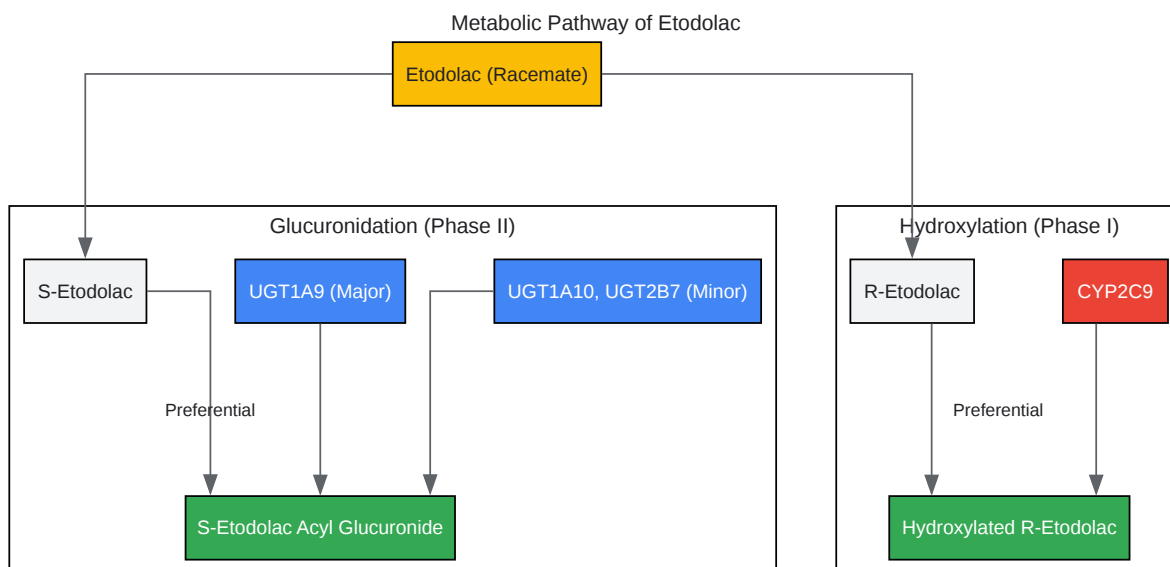 Metabolic Pathway of Etodolac
Etodolac (Racemate)
Glucuronidation (Phase II)
Hydroxylation (Phase I)
S-Etodolac
UGT1A9 (Major)
UGT1A10, UGT2B7 (Minor)
R-Etodolac
CYP2C9
Preferential
Preferential
S-Etodolac Acyl Glucuronide
Hydroxylated R-Etodolac